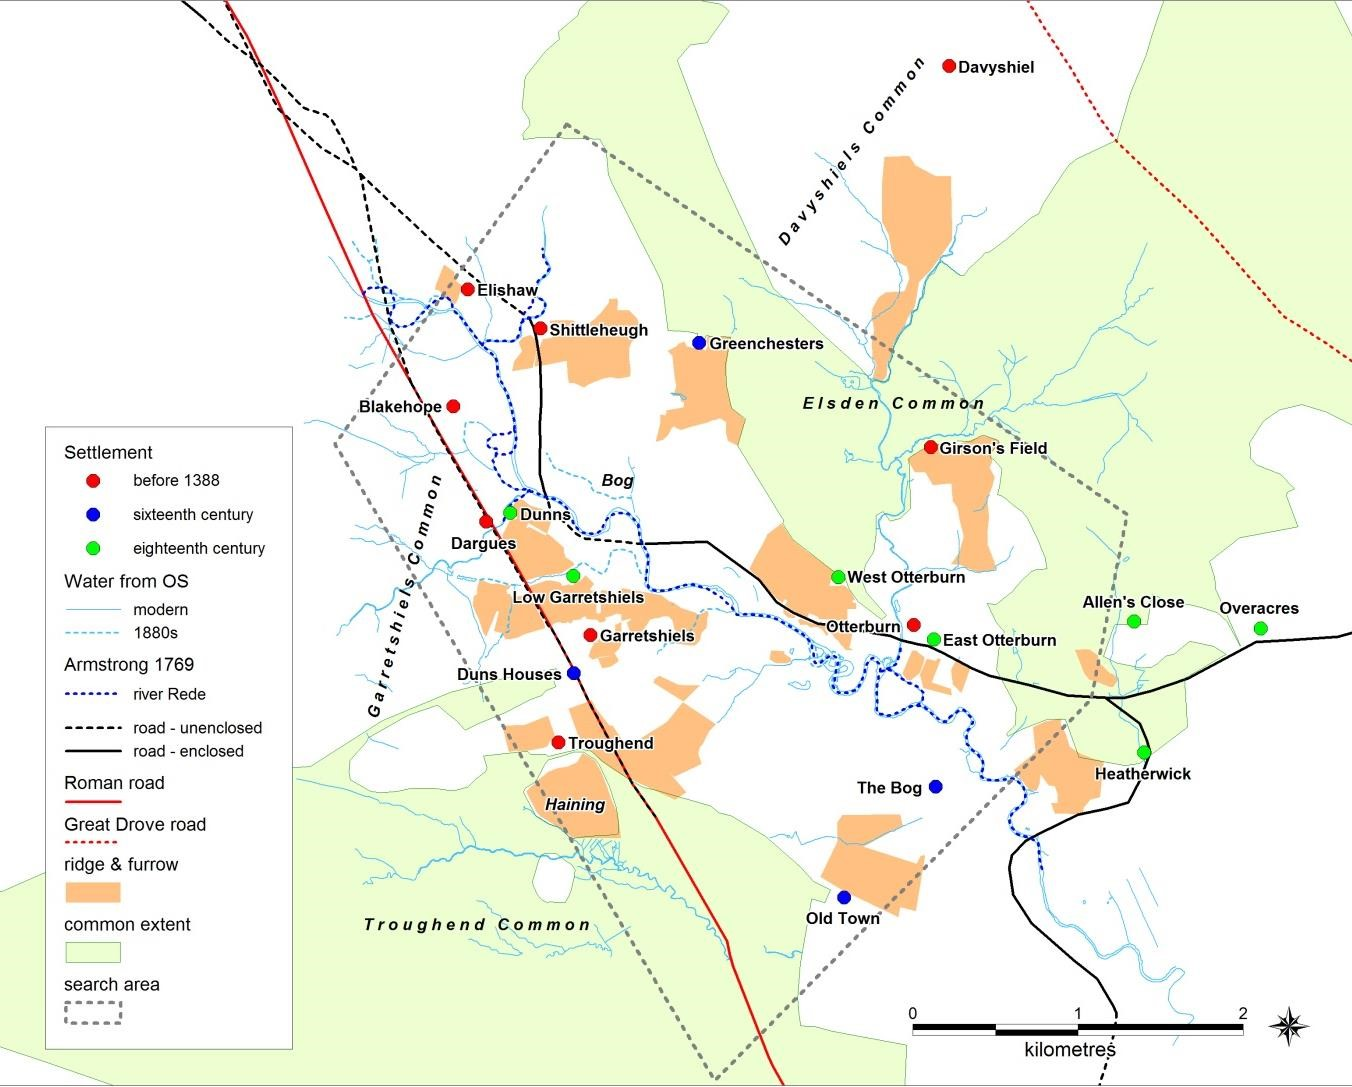 Davyshiel
Davyshiels Common
Elishaw
Shittleheugh
Greenchesters
Blakehope
Elsden Common
Girson's Field
Bog
Garretshiels Common
Dunns
Dargues
West Otterburn
Low Garretshiels
Allen's Close
Overacres
Otterburn
Garretshiels
East Otterburn
Duns Houses
Troughend
Heatherwick
The Bog
Haining
Old Town
Troughend Common
Settlement
before 1388
sixteenth century
eighteenth century
Water from OS
modern
1880s
Armstrong 1769
river Rede
road - unenclosed
road - enclosed
Roman road
Great Drove road
ridge & furrow
common extent
search area
0 1 2
kilometres